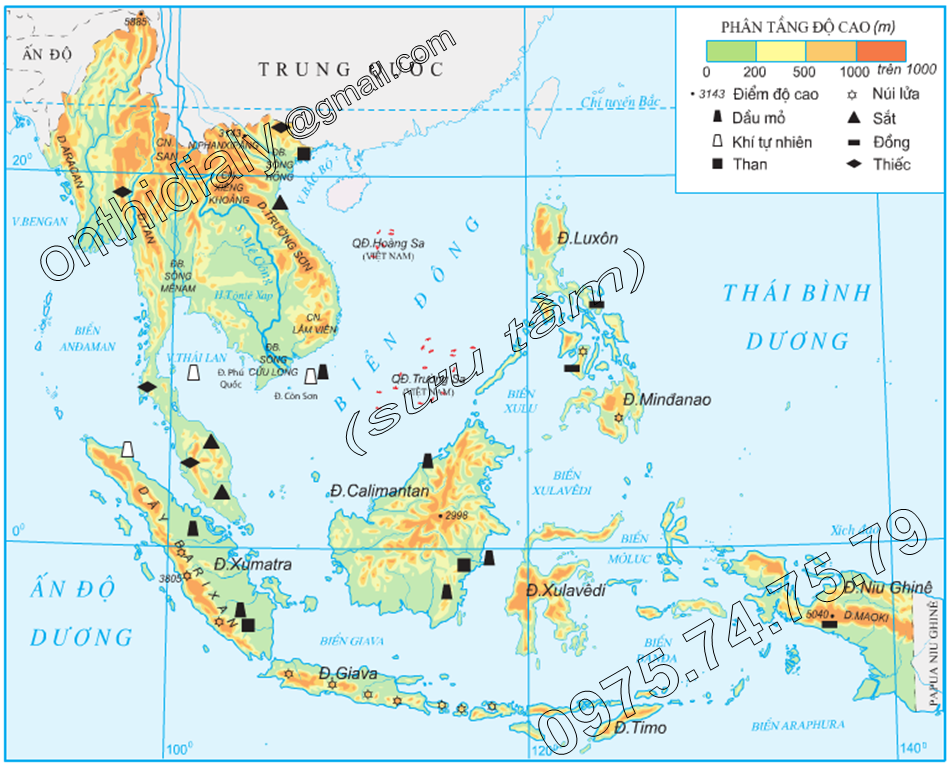 PHÂN TẦNG ĐỘ CAO (m)
0 200 500 1000 trên 1000
3143 Điểm độ cao
Núi lửa
Dầu mỏ
Sắt
Khí tự nhiên
Đồng
Than
Thiếc
5885
ẤN ĐỘ
TRUNG QUỐC
Chí tuyến Bắc
onthidialy@gmail.com
(sưu tầm)
0975.74.75.79
3143
N.PHANXIPĂNG
CN.
SAN
ĐB.
SÔNG
HỒNG
D.ARACAN
20°
CN.
XIÊNG
KHOẢNG
V.BẮC BỘ
V.BENGAN
D.TAN
D.TRƯỜNG SƠN
S. Mê Công
QĐ.Hoàng Sa
(VIỆT NAM)
Đ.Luxôn
ĐB.
SÔNG
MÊNAM
H.Tônlê Xap
THÁI BÌNH
DƯƠNG
BIỂN
ANĐAMAN
CN.
LÂM VIÊN
BIỂN ĐÔNG
V.THÁI LAN
Đ. Phú
Quốc
ĐB.
SÔNG
CỬU LONG
Đ. Côn Sơn
QĐ.Trường Sa
(VIỆT NAM)
BIỂN
XULU
Đ.Minđanao
Đ.Calimantan
2998
BIỂN
XULAVÊDI
DÃY BARIXAN
0°
Xích đạo
BIỂN
MÔLUC
Đ.Xumatra
3805
ẤN ĐỘ
DƯƠNG
Đ.Xulavêdi
Đ.Niu Ghinê
5040
D.MAOKI
PAPUA NIU GHINÊ
BIỂN GIAVA
BIỂN
BANDA
Đ.Giava
Đ.Timo
BIỂN ARAPHURA
100°
120°
140°